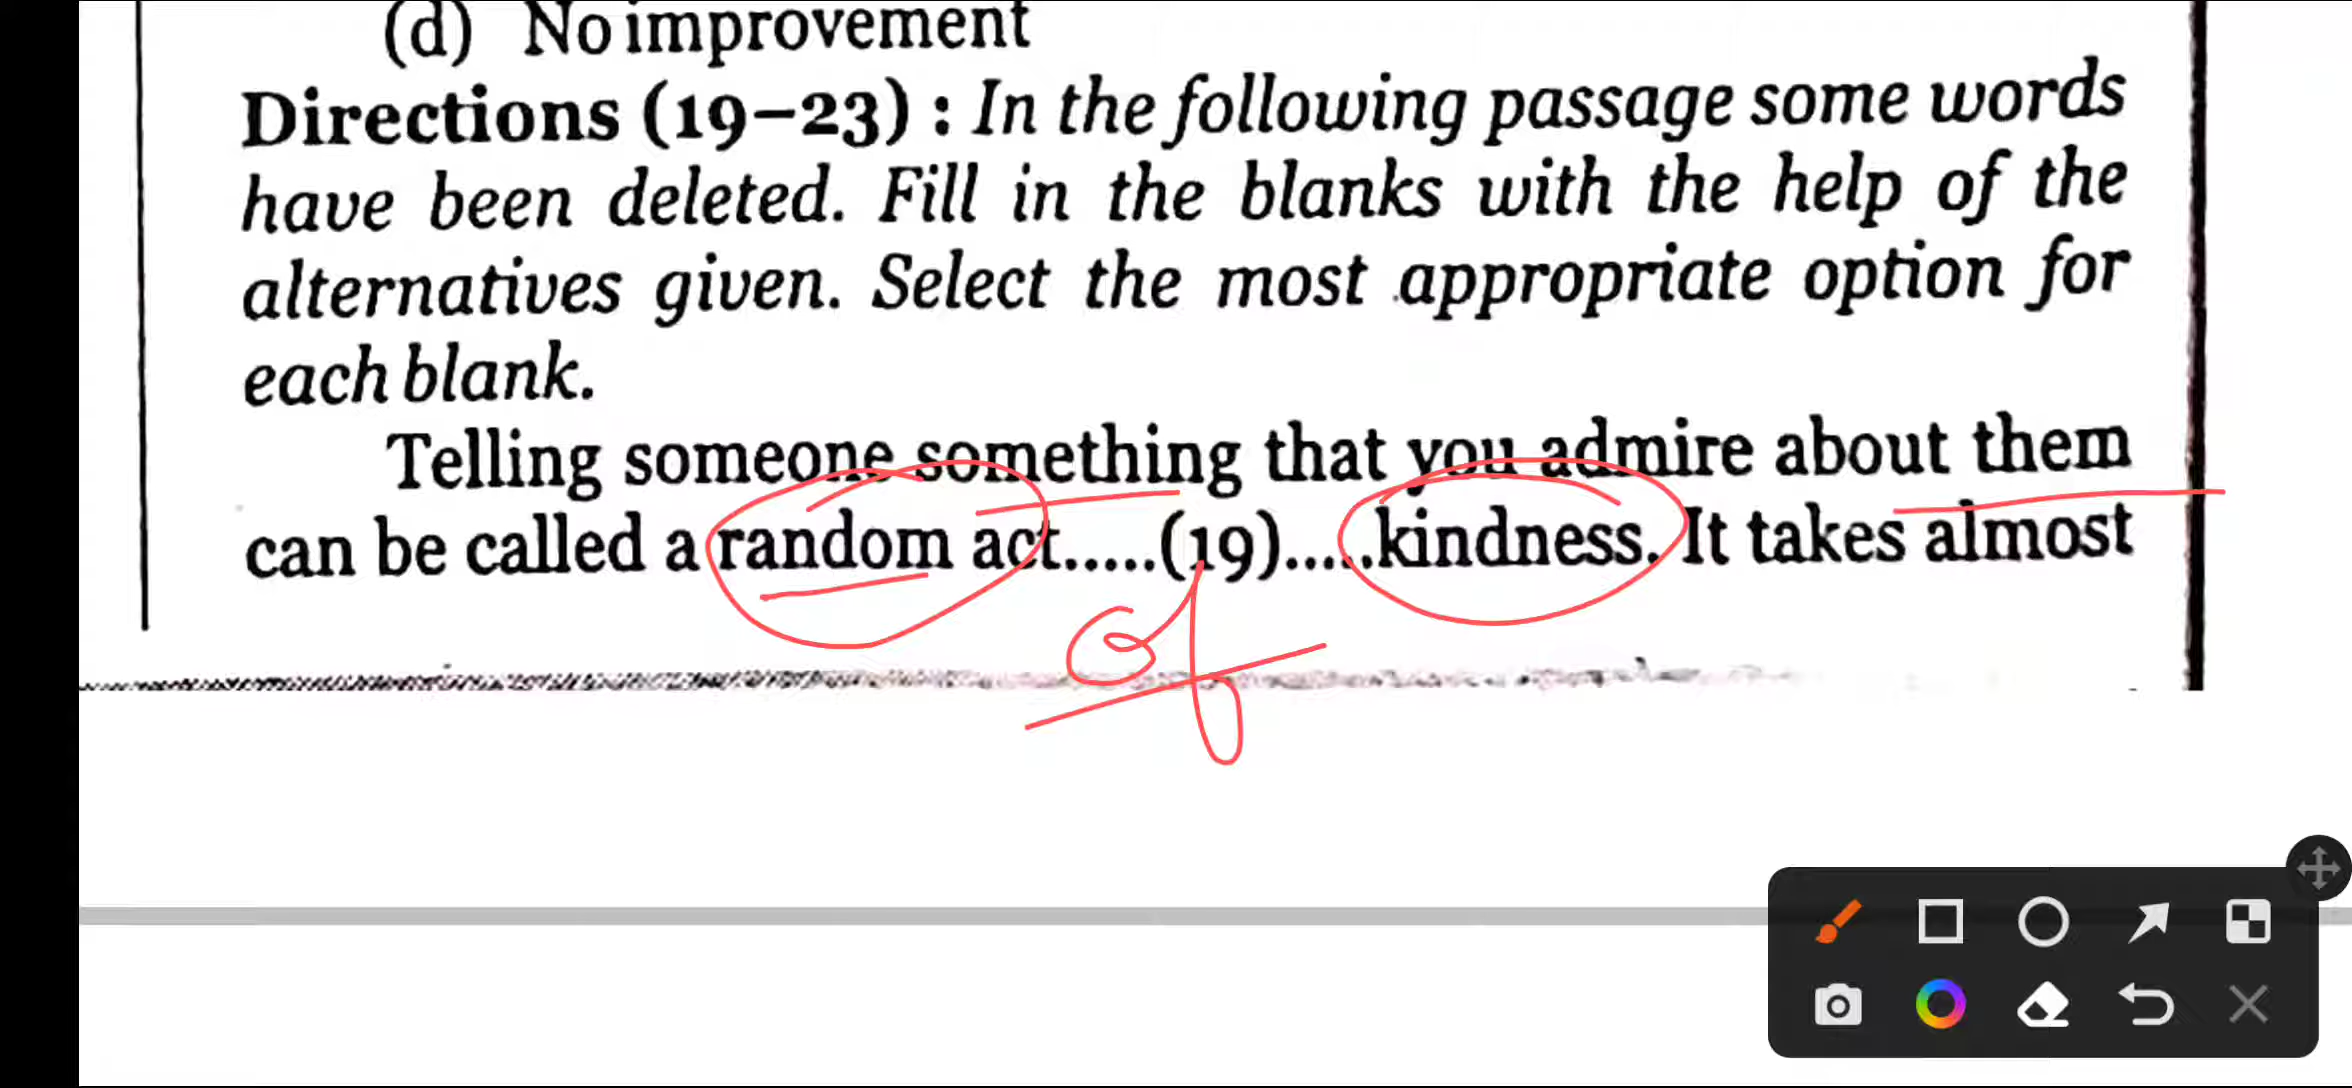 (d) No improvement
Directions (19–23) : In the following passage some words
have been deleted. Fill in the blanks with the help of the
alternatives given. Select the most appropriate option for
each blank.
Telling someone something that you admire about them
can be called a random act.....(19).....kindness. It takes almost
of